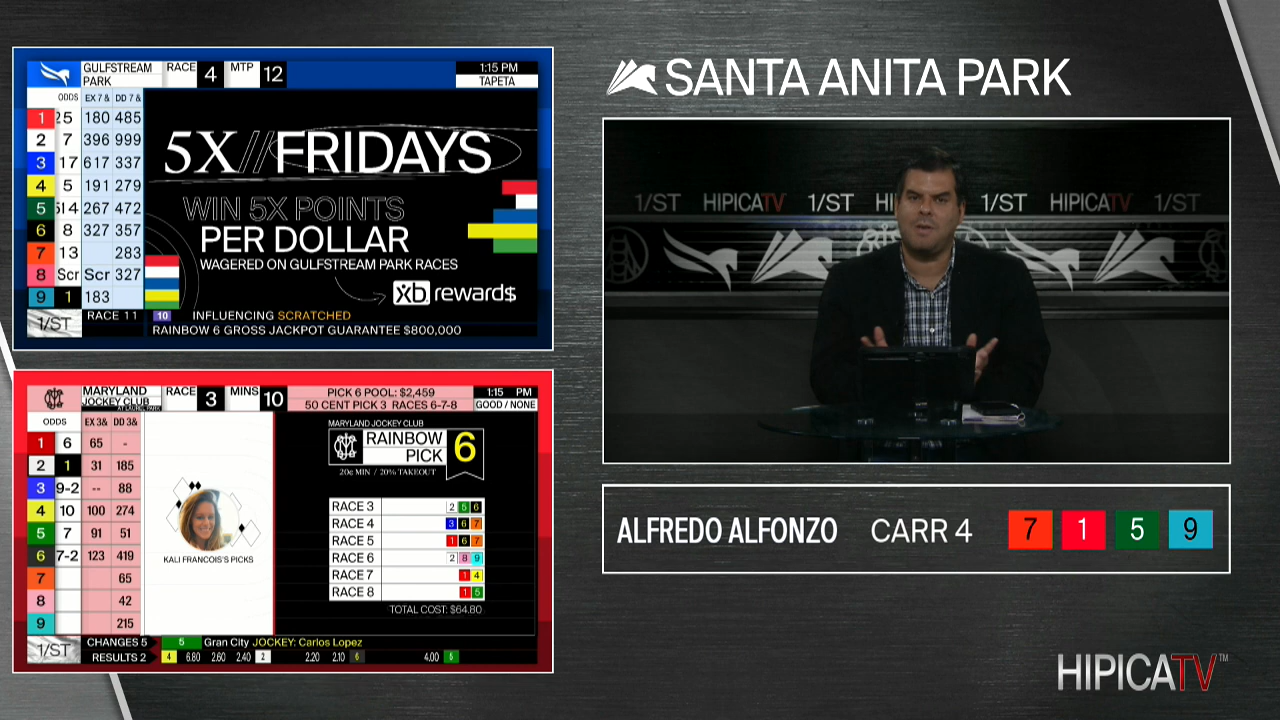 GULFSTREAM PARK RACE 4 MTP 12 1:15 PM
TAPETA
ODDS EX 7 & DD 7 &
1 25 180 485
2 7 396 999
3 17 617 337
4 5 191 279
5 514 267 472
6 8 327 357
7 13 283
8 Scr Scr 327
9 1 183
5X//FRIDAYS
WIN 5X POINTS
PER DOLLAR
WAGERED ON GULFSTREAM PARK RACES
xb rewards
1/ST RACE 11 10 INFLUENCING SCRATCHED
RAINBOW 6 GROSS JACKPOT GUARANTEE $800,000
MARYLAND JOCKEY CLUB
AT LAUREL PARK
RACE 3 MINS 10 PICK 6 POOL: $2,459 1:15 PM
50 CENT PICK 3 RACES 6-7-8 GOOD / NONE
ODDS EX 3& DD 3&
1 6 65 -
2 1 31 185
3 9-2 -- 88
4 10 100 274
5 7 91 51
6 7-2 123 419
7 65
8 42
9 215
KALI FRANCOIS'S PICKS
MARYLAND JOCKEY CLUB
RAINBOW
PICK 6
20¢ MIN / 20% TAKEOUT
RACE 3 2 5 6
RACE 4 3 6 7
RACE 5 1 6 7
RACE 6 2 8 9
RACE 7 1 4
RACE 8 1 5
TOTAL COST: $64.80
1/ST CHANGES 5 5 Gran City JOCKEY: Carlos Lopez
RESULTS 2 4 6.80 2.60 2.40 2 2.20 2.10 6 4.00 5
SANTA ANITA PARK
1/ST HIPICATV 1/ST HI 1/ST HIPICATV 1/ST
ALFREDO ALFONZO CARR 4 7 1 5 9
HIPICATV™